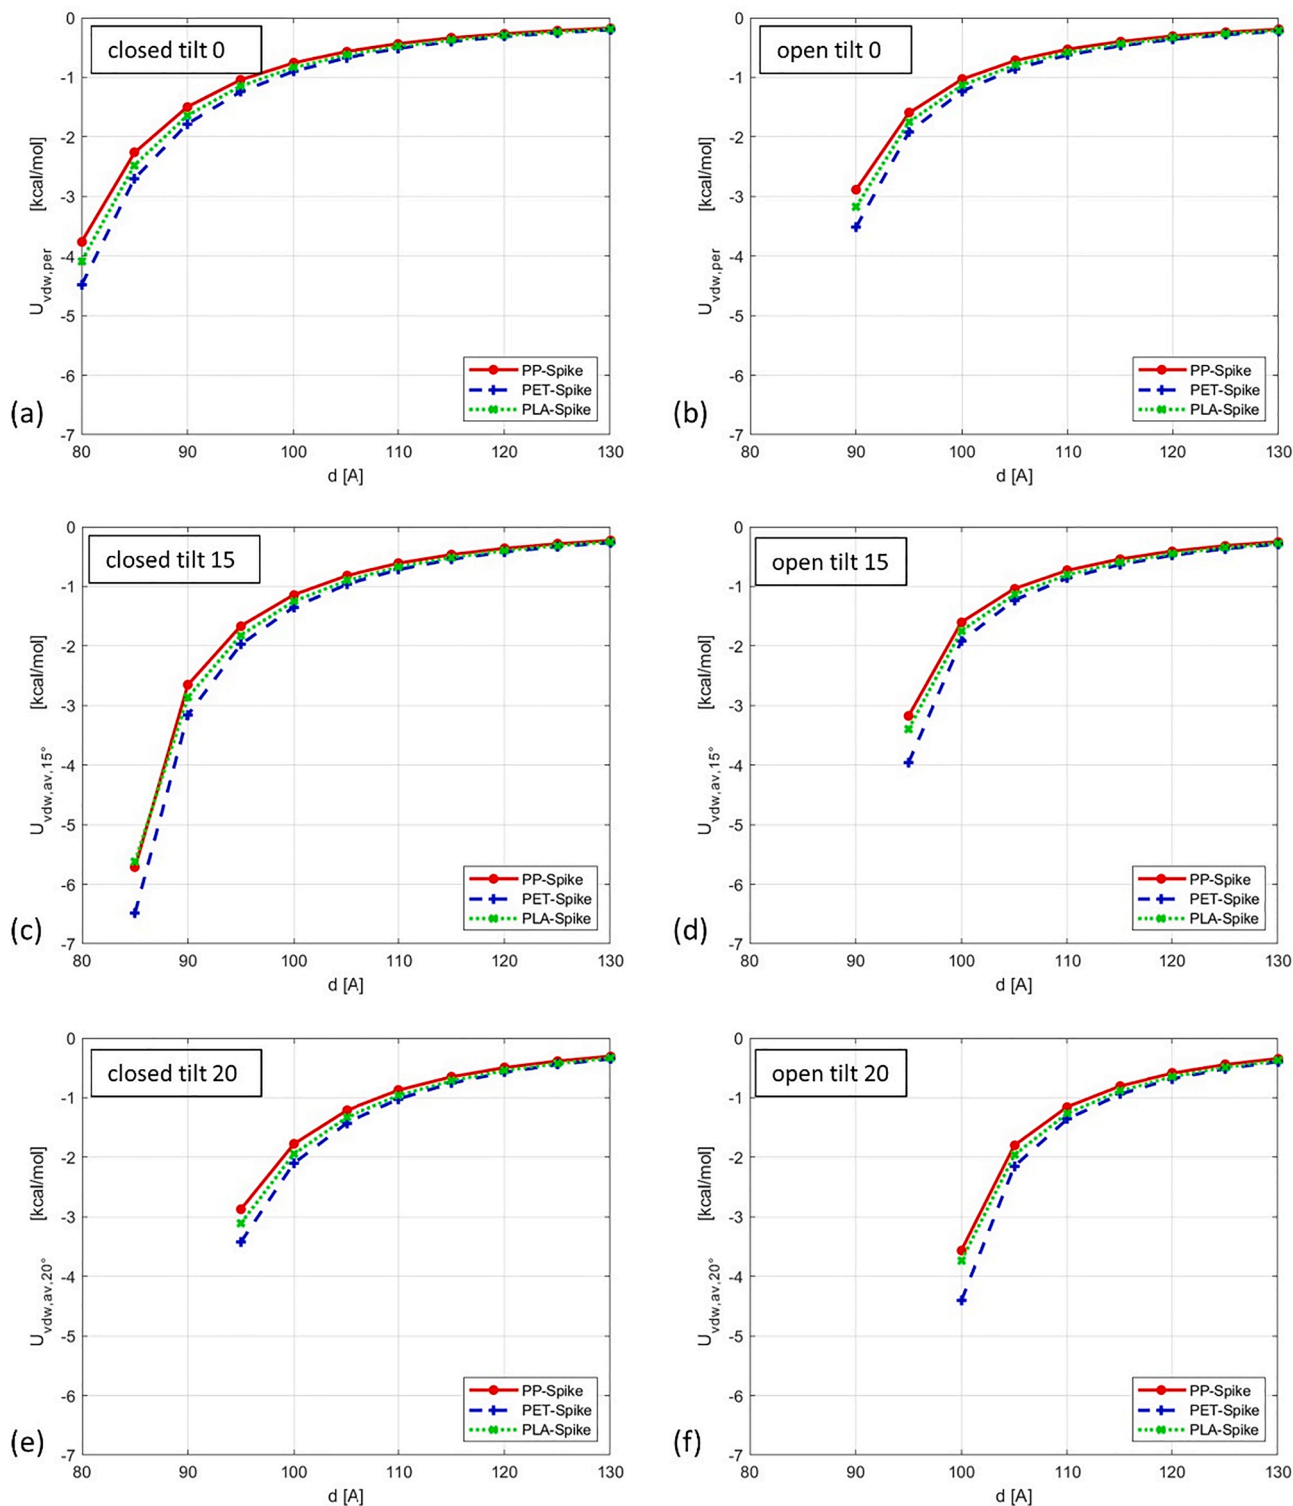 closed tilt 0
0
-1
-2
-3
-4
-5
-6
-7
U vdw,per [kcal/mol]
PP-Spike
PET-Spike
PLA-Spike
(a)
80 90 100 110 120 130
d [A]
open tilt 0
0
-1
-2
-3
-4
-5
-6
-7
U vdw,per [kcal/mol]
PP-Spike
PET-Spike
PLA-Spike
(b)
80 90 100 110 120 130
d [A]
closed tilt 15
0
-1
-2
-3
-4
-5
-6
-7
U vdw,av,15° [kcal/mol]
PP-Spike
PET-Spike
PLA-Spike
(c)
80 90 100 110 120 130
d [A]
open tilt 15
0
-1
-2
-3
-4
-5
-6
-7
U vdw,av,15° [kcal/mol]
PP-Spike
PET-Spike
PLA-Spike
(d)
80 90 100 110 120 130
d [A]
closed tilt 20
0
-1
-2
-3
-4
-5
-6
-7
U vdw,av,20° [kcal/mol]
PP-Spike
PET-Spike
PLA-Spike
(e)
80 90 100 110 120 130
d [A]
open tilt 20
0
-1
-2
-3
-4
-5
-6
-7
U vdw,av,20° [kcal/mol]
PP-Spike
PET-Spike
PLA-Spike
(f)
80 90 100 110 120 130
d [A]